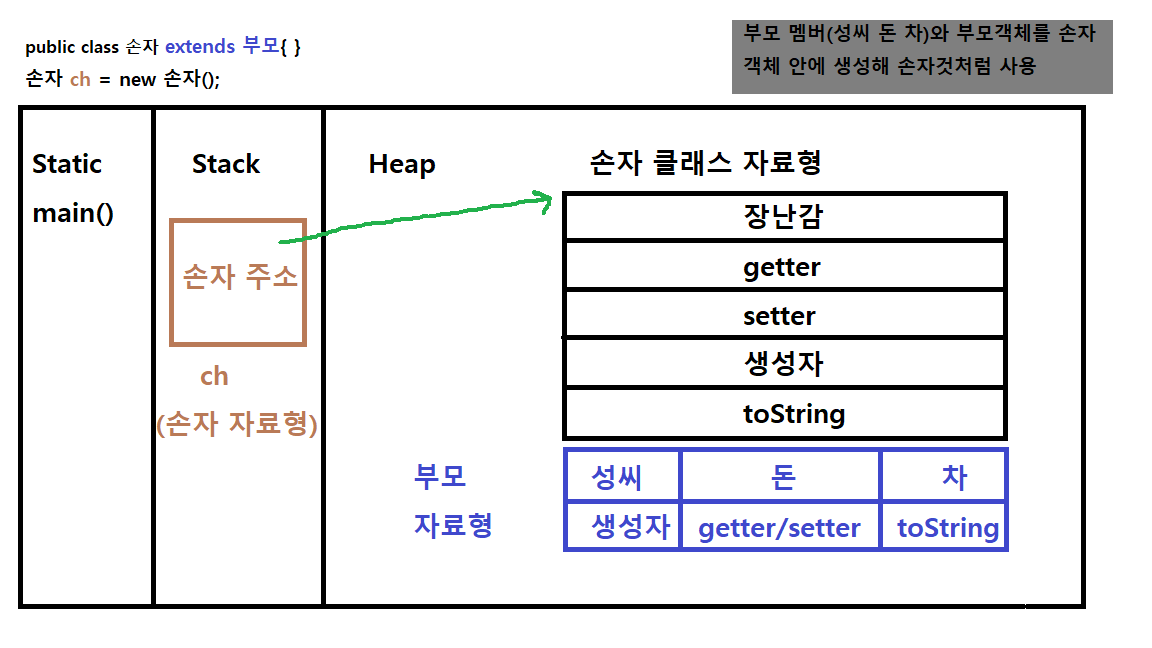 public class 손자 extends 부모{ }
손자 ch = new 손자();
부모 멤버(성씨 돈 차)와 부모객체를 손자
객체 안에 생성해 손자것처럼 사용
Static
main()
Stack
손자 주소
ch
(손자 자료형)
Heap
손자 클래스 자료형
장난감
getter
setter
생성자
toString
부모
자료형
성씨 돈 차
생성자 getter/setter toString